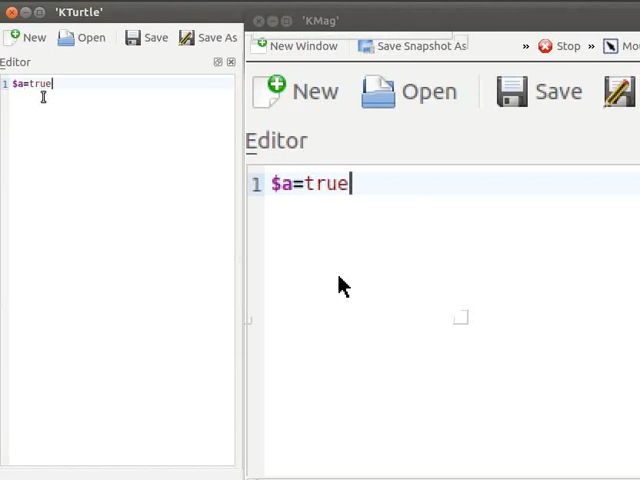 'KTurtle'
New Open Save Save As
Editor
1 $a=true
'KMag'
New Window Save Snapshot As » Stop » Mou
New Open Save
Editor
1 $a=true